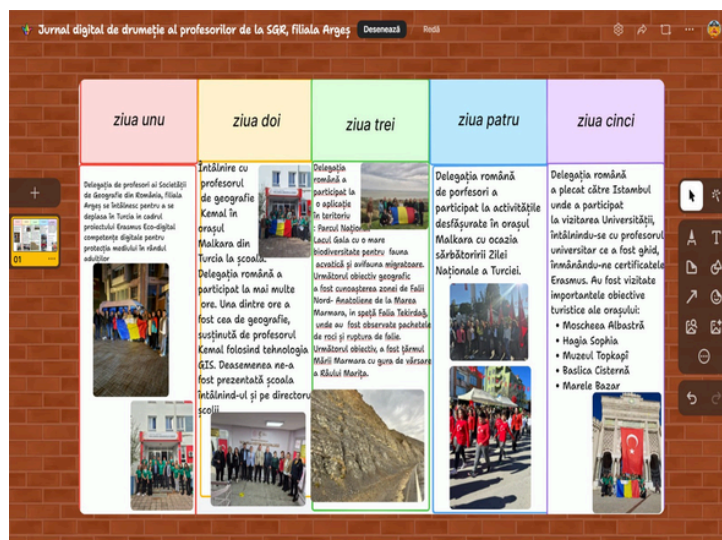 Jurnal digital de drumeție al profesorilor de la SGR, filiala Argeș
Desenează
Redă
ziua unu
ziua doi
ziua trei
ziua patru
ziua cinci
Delegația de profesori ai Societății
de Geografie din România, filiala
Argeș se întâlnesc pentru a se
deplasa în Turcia în cadrul
proiectului Erasmus Eco-digital
competențe digitale pentru
protecția mediului în rândul
adulților
Întâlnire cu
profesorul
de geografie
Kemal în
orașul
Malkara din
Turcia la școală.
Delegația română a
participat la mai multe
ore. Una dintre ore a
fost cea de geografie,
susținută de profesorul
Kemal folosind tehnologia
GIS. Deasemenea ne-a
fost prezentată școala
întâlnind-ul și pe directoru
școlii
Delegația
română a
participat la
o aplicație
în teritoriu
: Parcul Național
Lacul Gala cu o mare
biodiversitate pentru fauna
acvatică și avifauna migratoare.
Următorul obiectiv geografic
a fost cunoașterea zonei de Falii
Nord- Anatoliene de la Marea
Marmara, în speță Falia Tekirdağ,
unde au fost observate pachetele
de roci și ruptura de falie.
Următorul obiectiv, a fost țărmul
Mării Marmara cu gura de vărsare
a Râului Marița.
Delegația română
de porfesori a
participat la activitățile
desfășurate în orașul
Malkara cu ocazia
sărbătoririi Zilei
Naționale a Turciei.
Delegația română
a plecat către Istambul
unde a participat
la vizitarea Universității,
întâlnindu-se cu profesorul
universitar ce a fost ghid,
înmânându-ne certificatele
Erasmus. Au fost vizitate
importantele obiective
turistice ale orașului:
• Moscheea Albastră
• Hagia Sophia
• Muzeul Topkapî
• Baslica Cisternă
• Marele Bazar
01